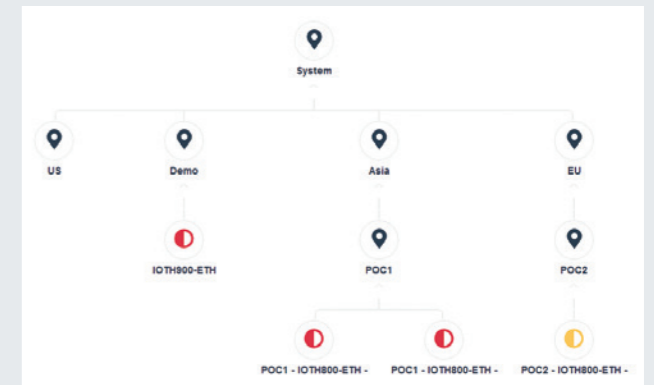 System
US
Demo
Asia
EU
IOTH900-ETH
POC1
POC2
POC1 - IOTH800-ETH -
POC1 - IOTH800-ETH -
POC2 - IOTH800-ETH -